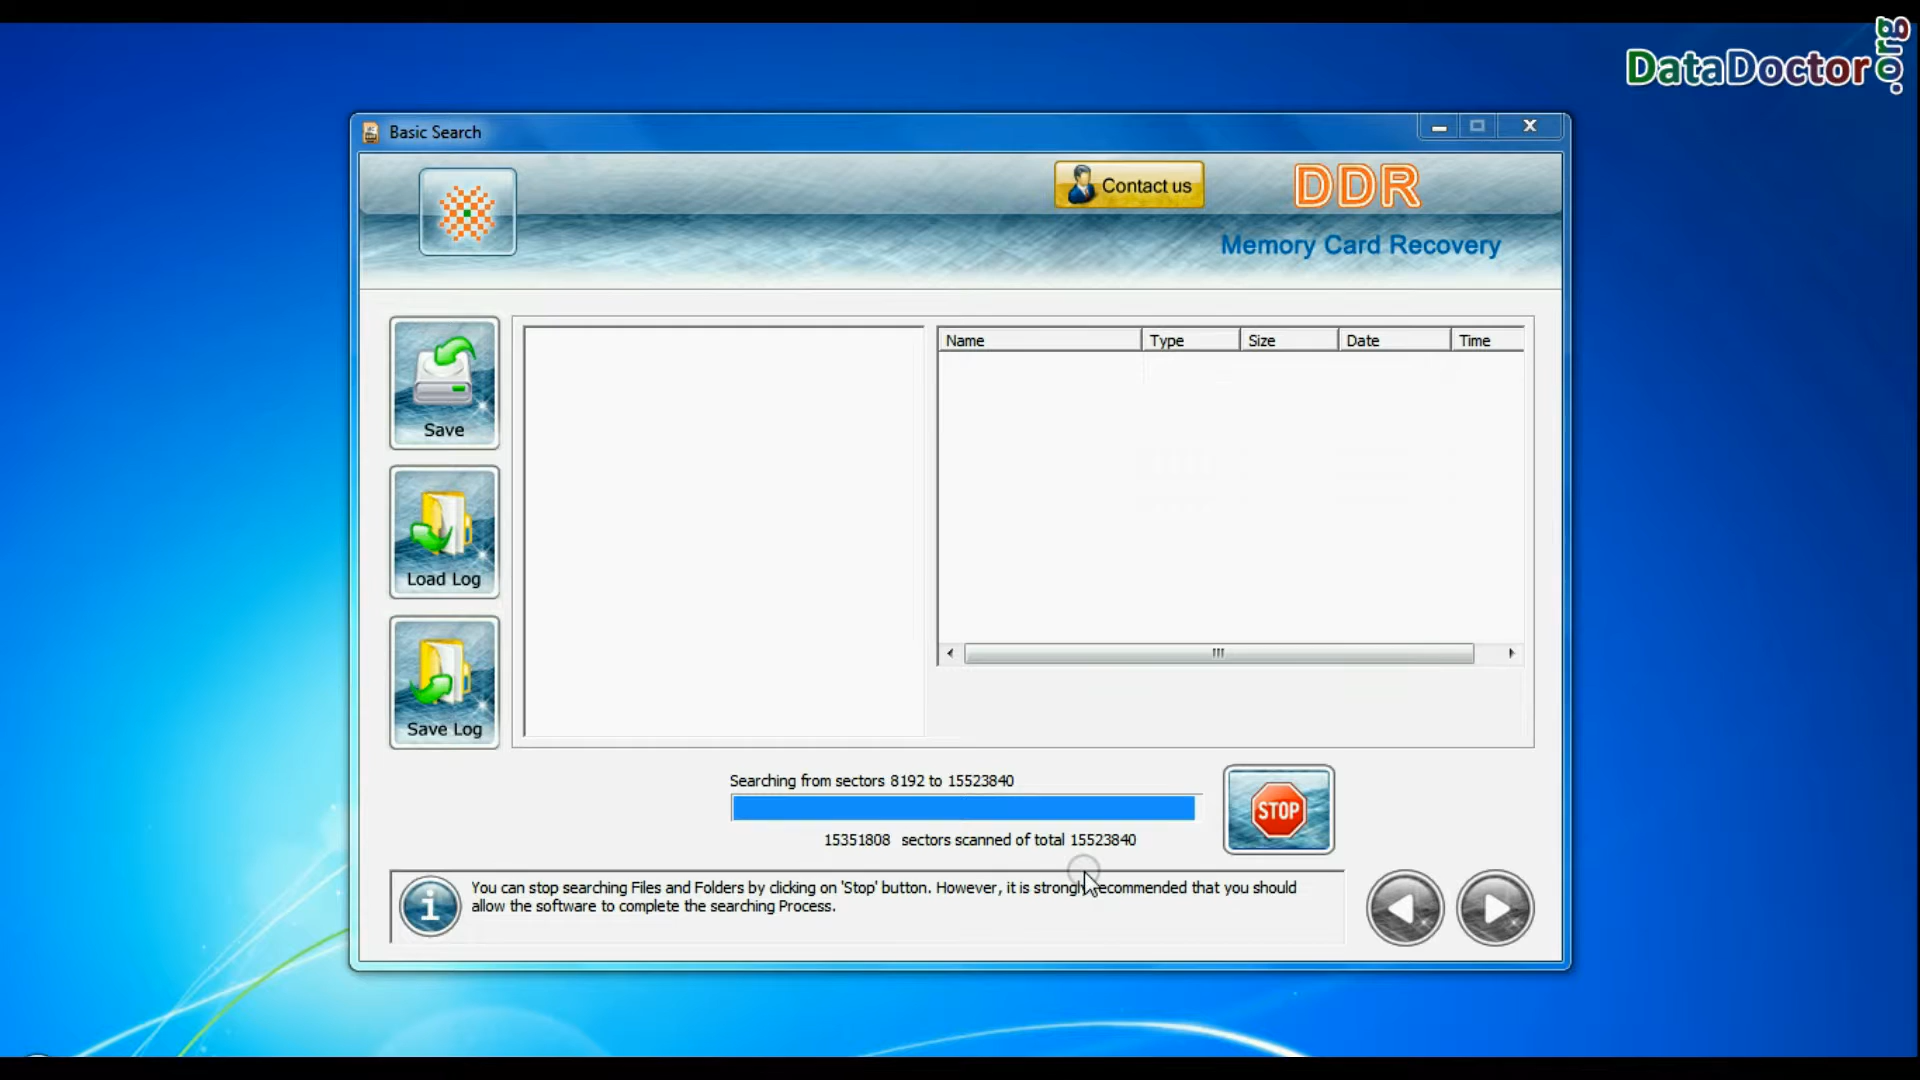 DataDoctor.org
Basic Search
Contact us
DDR
Memory Card Recovery
Save
Load Log
Save Log
Name Type Size Date Time
Searching from sectors 8192 to 15523840
15351808 sectors scanned of total 15523840
STOP
You can stop searching Files and Folders by clicking on 'Stop' button. However, it is strongly recommended that you should
allow the software to complete the searching Process.